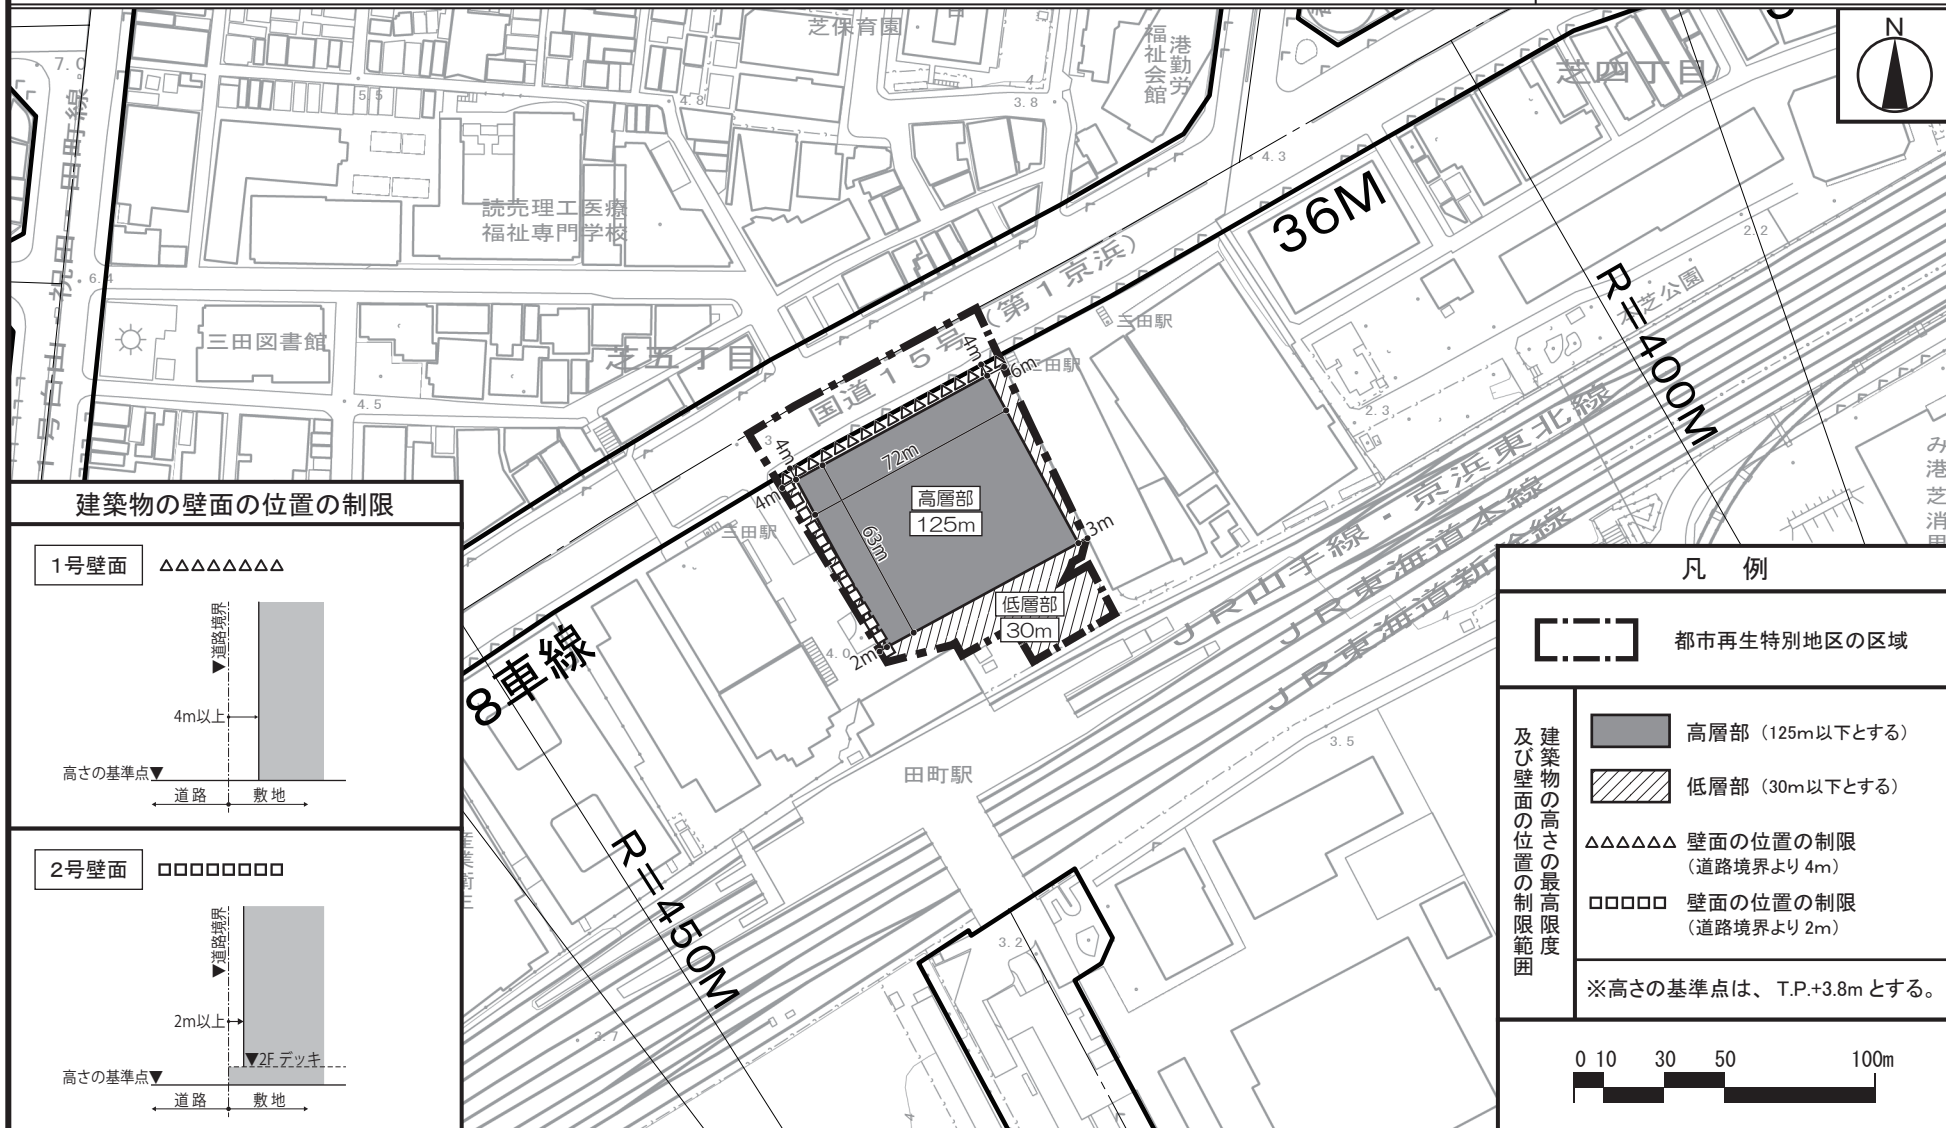 芝保育園
港勤労
福祉会館
芝四丁目
N
7.0
5.5
4.8
4
3.8
4.3
36M
2.2
読売理工医療
福祉専門学校
国道15号(第1京浜)
三田駅
本芝公園
R=400M
6.4
三田図書館
芝五丁目
4.5
4m
6m
三田駅
2.3
4m
4m
72m
高層部
125m
63m
3m
三田駅
低層部
30m
2m
4.0
8車線
JR山手線・京浜東北線
JR東海道本線
JR東海道新幹線
4
3.5
田町駅
R=450M
3.2
3.7
4
建築物の壁面の位置の制限
1号壁面
▼道路境界
4m以上
高さの基準点▼
道路
敷地
2号壁面
▼道路境界
2m以上
▼2F デッキ
高さの基準点▼
道路
敷地
凡 例
都市再生特別地区の区域
建築物の高さの最高限度
及び壁面の位置の制限範囲
高層部 (125m以下とする)
低層部 (30m以下とする)
壁面の位置の制限
(道路境界より 4m)
壁面の位置の制限
(道路境界より 2m)
※高さの基準点は、 T.P.+3.8m とする。
0 10 30 50 100m